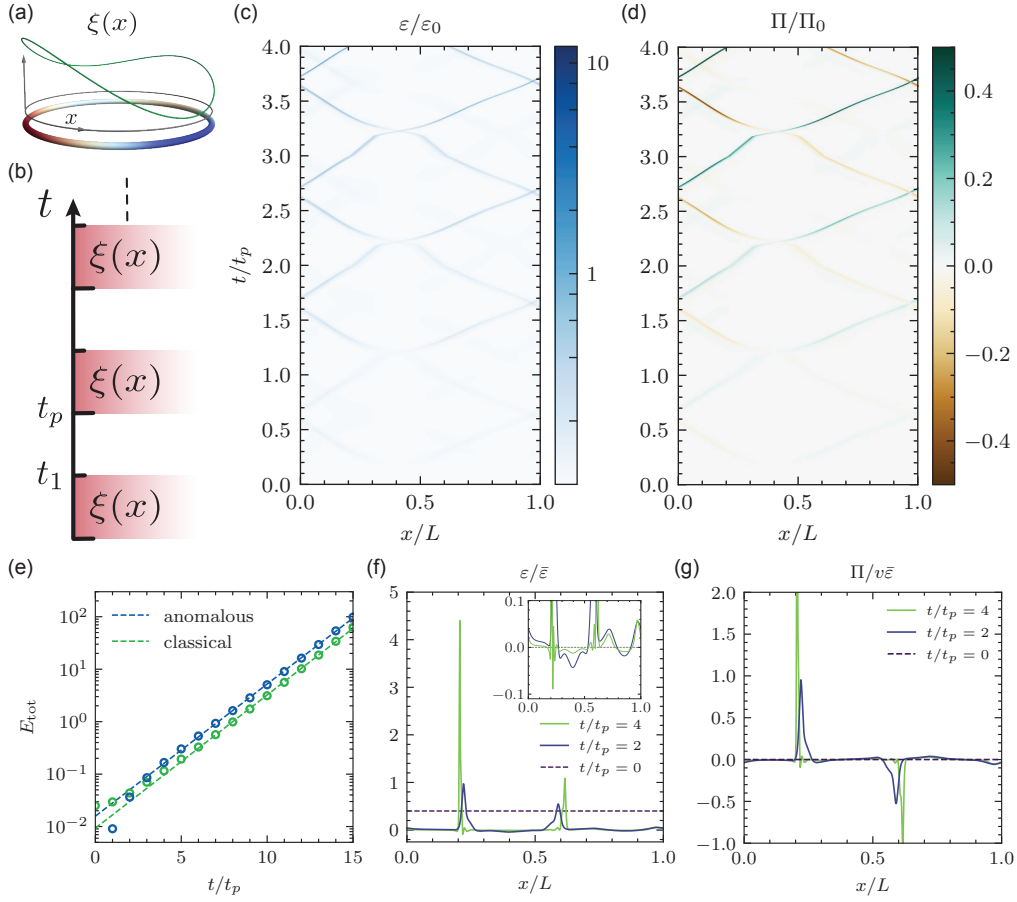 (a)
ξ(x)
x
(b)
t
ξ(x)
ξ(x)
t_p
t_1
ξ(x)
(c)
ε/ε_0
4.0
3.5
3.0
2.5
2.0
1.5
1.0
0.5
0.0
t/t_p
0.0
0.5
1.0
x/L
10
1
(d)
Π/Π_0
4.0
3.5
3.0
2.5
2.0
1.5
1.0
0.5
0.0
0.0
0.5
1.0
x/L
0.4
0.2
0.0
−0.2
−0.4
(e)
10^2
10^1
10^0
10^{−1}
10^{−2}
E_tot
anomalous
classical
0
5
10
15
t/t_p
(f)
ε/ε̄
5
4
3
2
1
0
0.1
0.0
−0.1
0.0
0.5
1.0
t/t_p = 4
t/t_p = 2
t/t_p = 0
0.0
0.5
1.0
x/L
(g)
Π/vε̄
2.0
1.5
1.0
0.5
0.0
−0.5
−1.0
t/t_p = 4
t/t_p = 2
t/t_p = 0
0.0
0.5
1.0
x/L